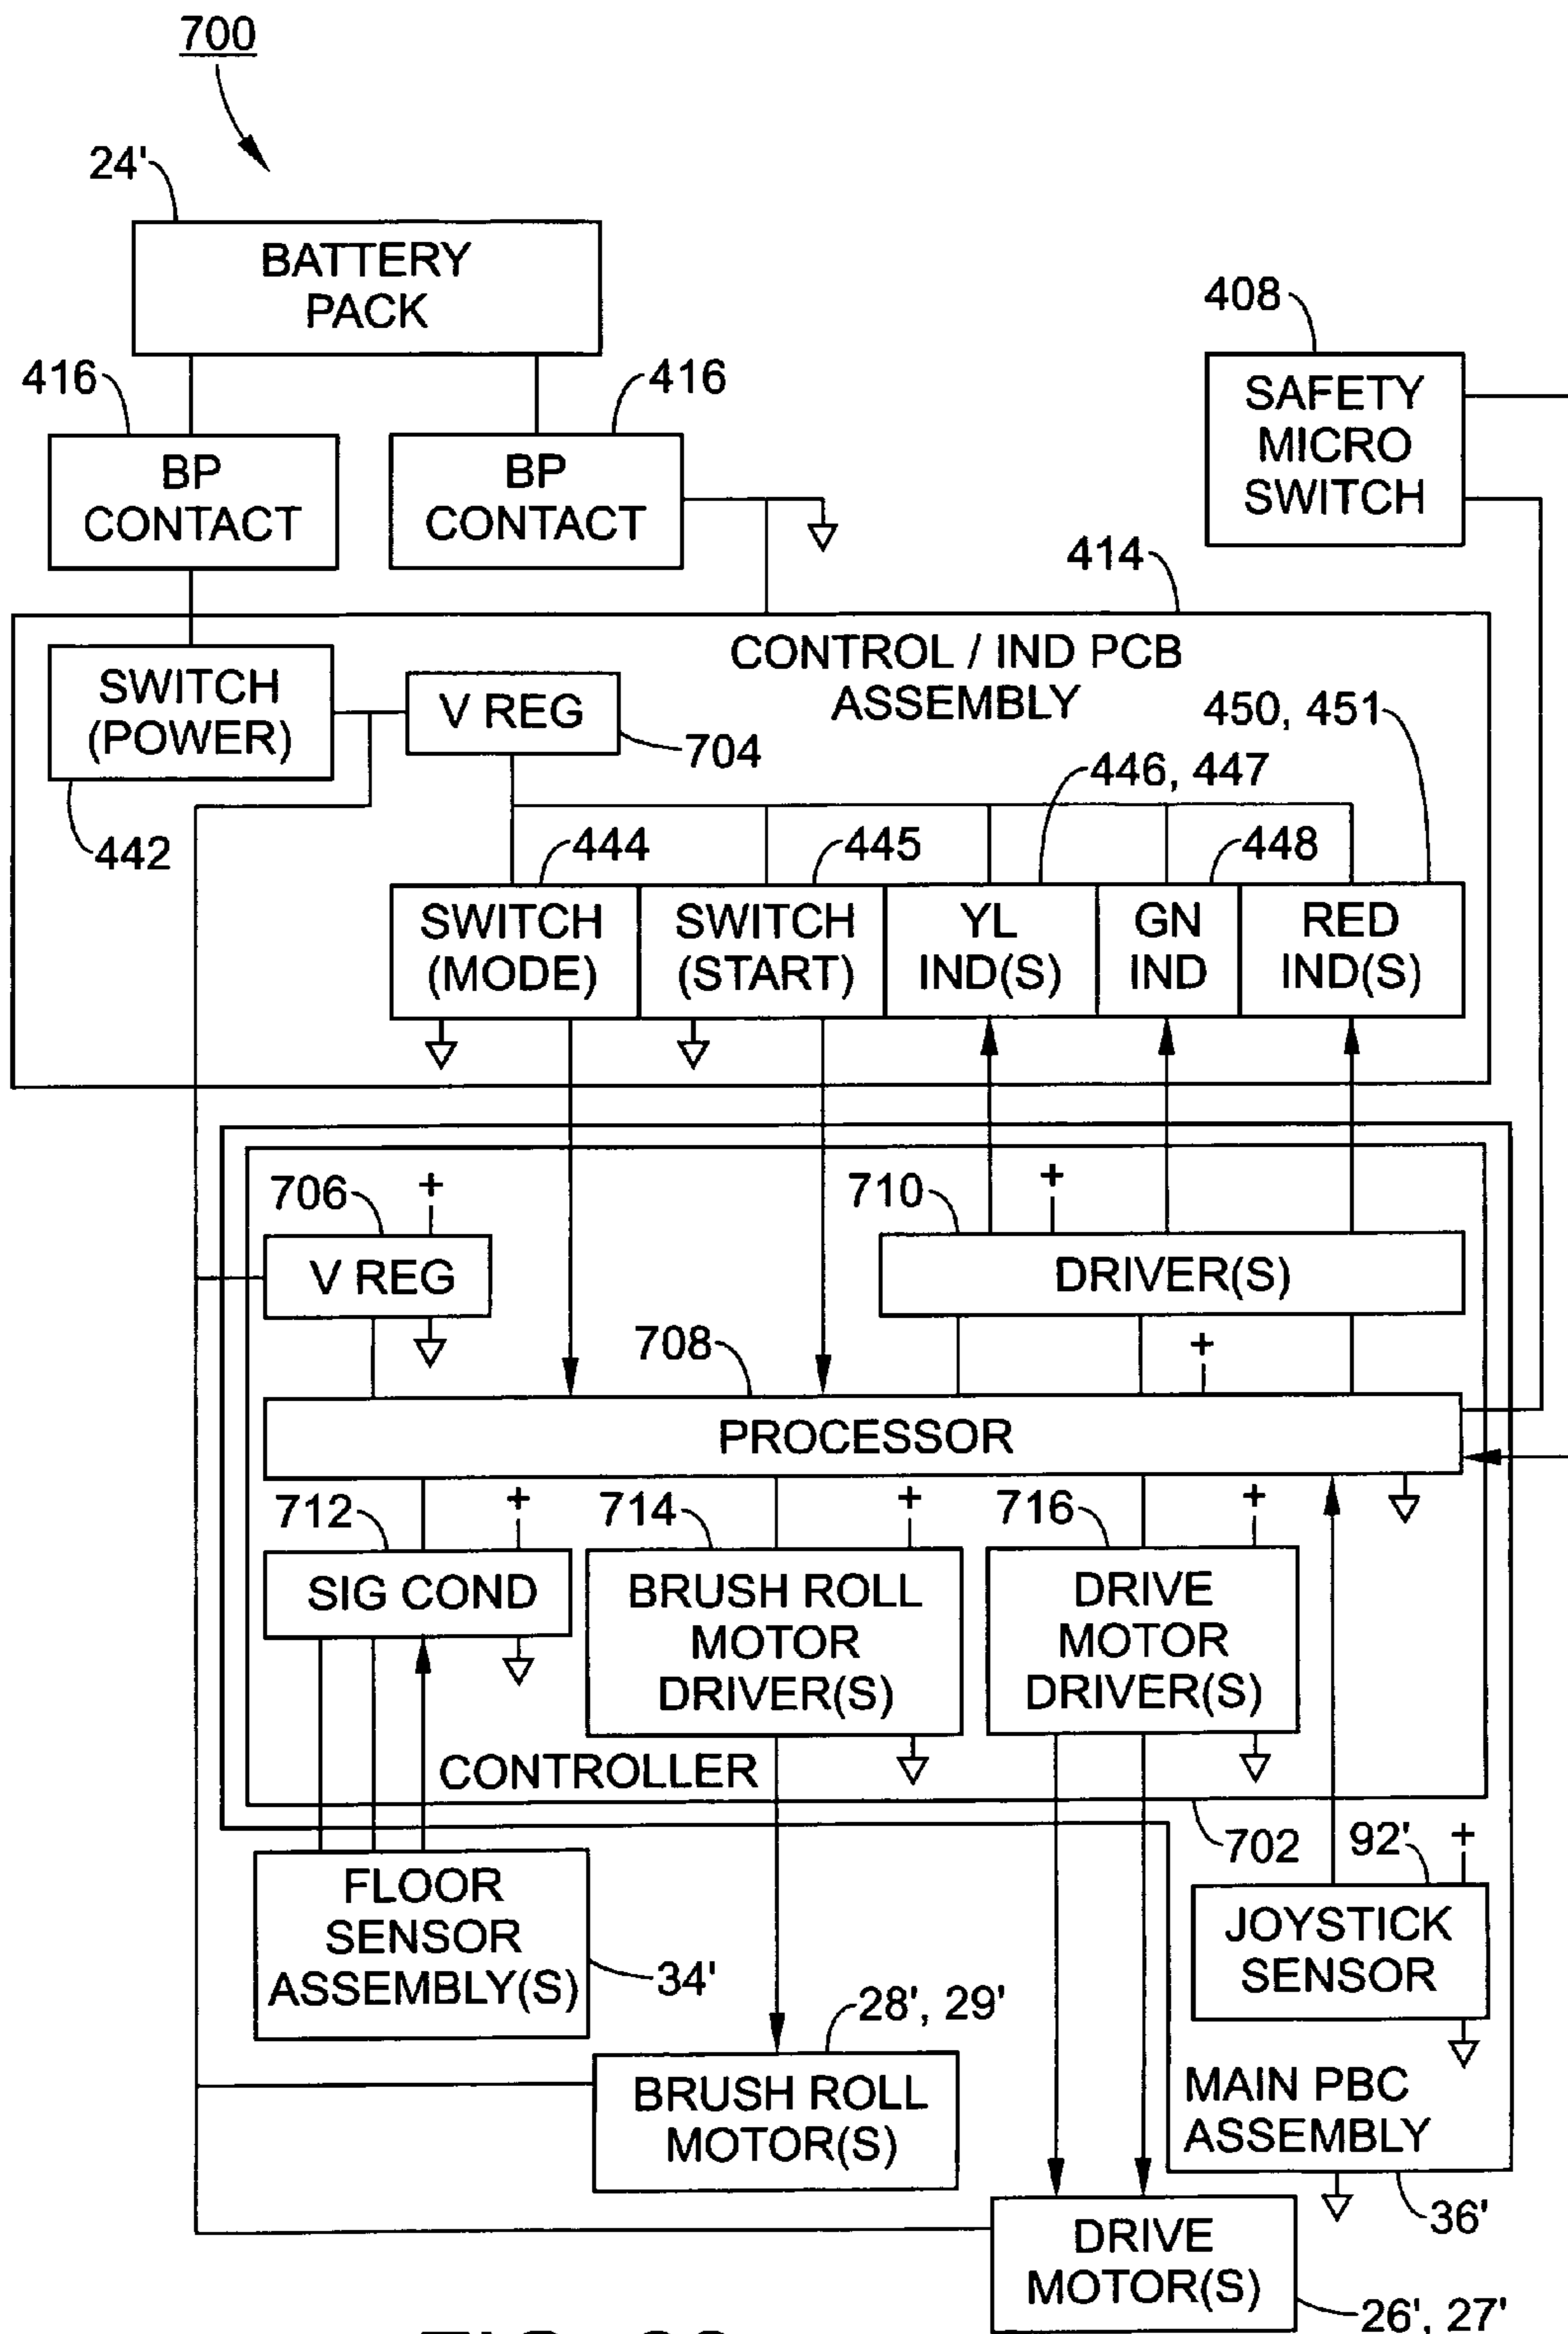 700
24'
BATTERY
PACK
408
416
416
SAFETY
MICRO
SWITCH
BP
CONTACT
BP
CONTACT
414
CONTROL / IND PCB
ASSEMBLY
SWITCH
(POWER)
V REG
704
450, 451
446, 447
442
444
445
448
SWITCH
(MODE)
SWITCH
(START)
YL
IND(S)
GN
IND
RED
IND(S)
706
+
710
+
V REG
DRIVER(S)
708
+
PROCESSOR
712
+
714
+
716
+
SIG COND
BRUSH ROLL
MOTOR
DRIVER(S)
DRIVE
MOTOR
DRIVER(S)
CONTROLLER
702
92'
+
FLOOR
SENSOR
ASSEMBLY(S)
34'
JOYSTICK
SENSOR
28', 29'
BRUSH ROLL
MOTOR(S)
MAIN PBC
ASSEMBLY
36'
DRIVE
MOTOR(S)
26', 27'